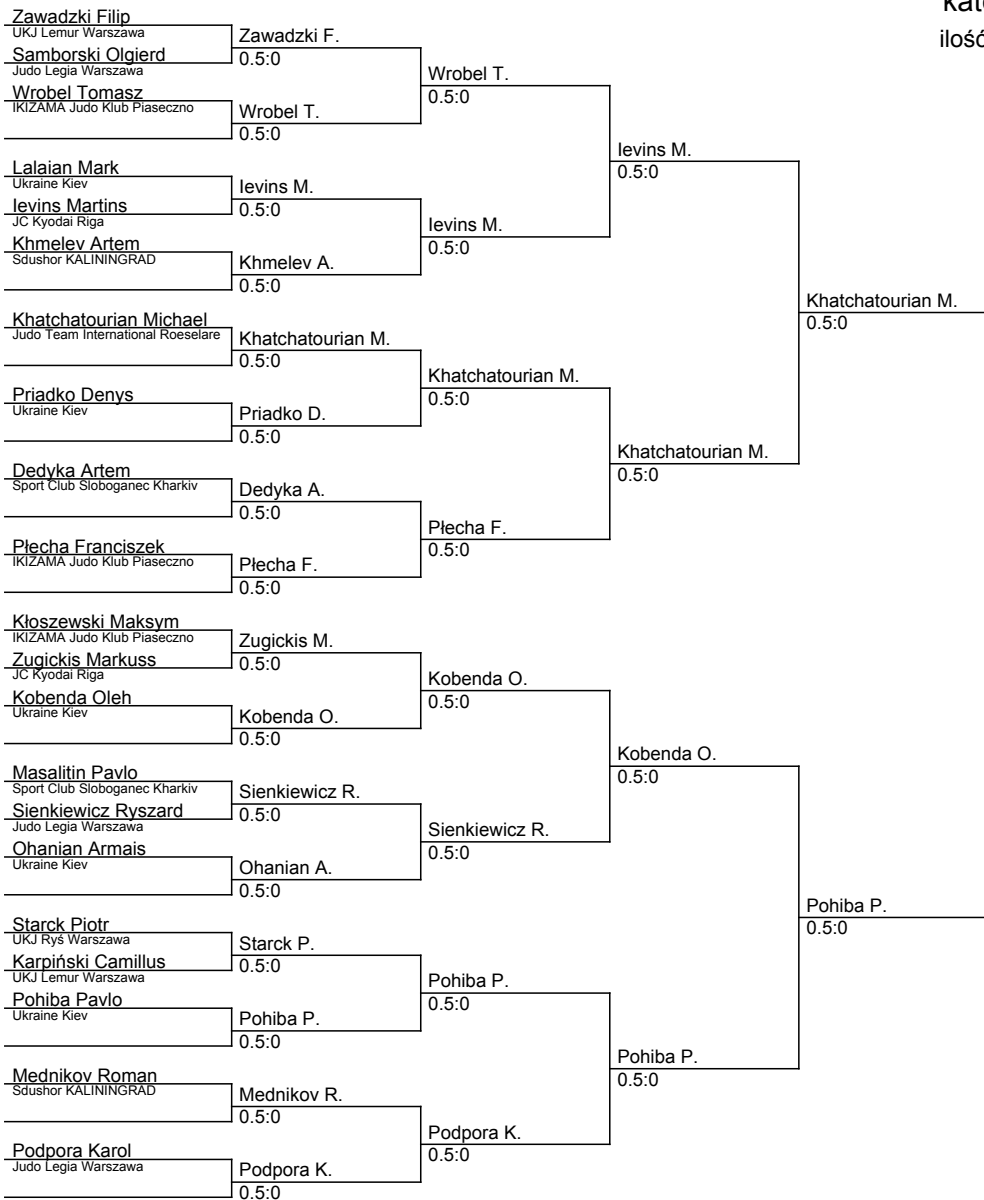 kate
ilość
Zawadzki Filip
UKJ Lemur Warszawa
Samborski Olgierd
Judo Legia Warszawa
Wrobel Tomasz
IKIZAMA Judo Klub Piaseczno
Lalaian Mark
Ukraine Kiev
Ievins Martins
JC Kyodai Riga
Khmelev Artem
Sdushor KALININGRAD
Khatchatourian Michael
Judo Team International Roeselare
Priadko Denys
Ukraine Kiev
Dedyka Artem
Sport Club Sloboganec Kharkiv
Płecha Franciszek
IKIZAMA Judo Klub Piaseczno
Kłoszewski Maksym
IKIZAMA Judo Klub Piaseczno
Zugickis Markuss
JC Kyodai Riga
Kobenda Oleh
Ukraine Kiev
Masalitin Pavlo
Sport Club Sloboganec Kharkiv
Sienkiewicz Ryszard
Judo Legia Warszawa
Ohanian Armais
Ukraine Kiev
Starck Piotr
UKJ Ryś Warszawa
Karpiński Camillus
UKJ Lemur Warszawa
Pohiba Pavlo
Ukraine Kiev
Mednikov Roman
Sdushor KALININGRAD
Podpora Karol
Judo Legia Warszawa
Zawadzki F.
0.5:0
Wrobel T.
0.5:0
Ievins M.
0.5:0
Khmelev A.
0.5:0
Khatchatourian M.
0.5:0
Priadko D.
0.5:0
Dedyka A.
0.5:0
Płecha F.
0.5:0
Zugickis M.
0.5:0
Kobenda O.
0.5:0
Sienkiewicz R.
0.5:0
Ohanian A.
0.5:0
Starck P.
0.5:0
Pohiba P.
0.5:0
Mednikov R.
0.5:0
Podpora K.
0.5:0
Wrobel T.
0.5:0
Ievins M.
0.5:0
Khatchatourian M.
0.5:0
Płecha F.
0.5:0
Kobenda O.
0.5:0
Sienkiewicz R.
0.5:0
Pohiba P.
0.5:0
Podpora K.
0.5:0
Ievins M.
0.5:0
Khatchatourian M.
0.5:0
Kobenda O.
0.5:0
Pohiba P.
0.5:0
Khatchatourian M.
0.5:0
Pohiba P.
0.5:0